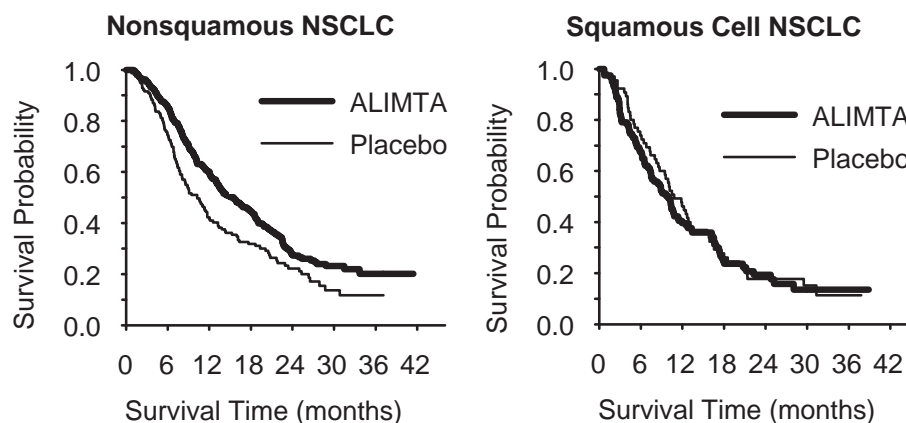 Nonsquamous NSCLC
Survival Probability
1.0
0.8
0.6
0.4
0.2
0.0
ALIMTA
Placebo
0 6 12 18 24 30 36 42
Survival Time (months)
Squamous Cell NSCLC
Survival Probability
1.0
0.8
0.6
0.4
0.2
0.0
ALIMTA
Placebo
0 6 12 18 24 30 36 42
Survival Time (months)